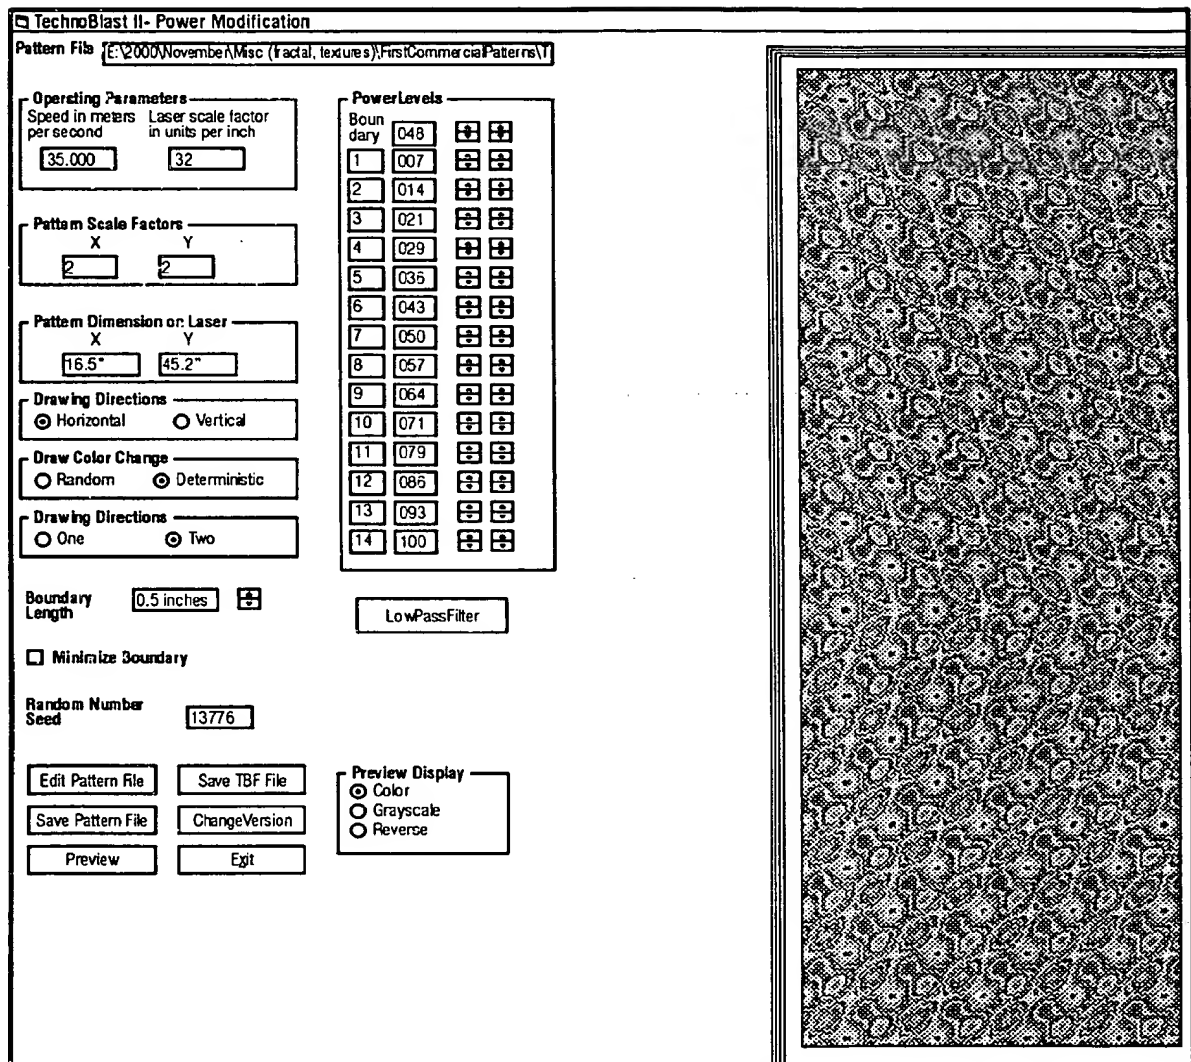 TechnoBlast II- Power Modification
Pattern File E:\2000\November\Misc (fractal, textures)\FirstCommercialPatterns\T
Operating Parameters
Speed in meters per second
Laser scale factor in units per inch
35.000 32
Pattern Scale Factors
X Y
2 2
Pattern Dimension on Laser
X Y
16.5" 45.2"
Drawing Directions
Horizontal Vertical
Draw Color Change
Random Deterministic
Drawing Directions
One Two
Boundary Length 0.5 inches
Minimize Boundary
Random Number Seed 13776
Edit Pattern File Save TBF File
Save Pattern File ChangeVersion
Preview Exit
PowerLevels
Boundary 048
1 007
2 014
3 021
4 029
5 036
6 043
7 050
8 057
9 064
10 071
11 079
12 086
13 093
14 100
LowPassFilter
Preview Display
Color
Grayscale
Reverse